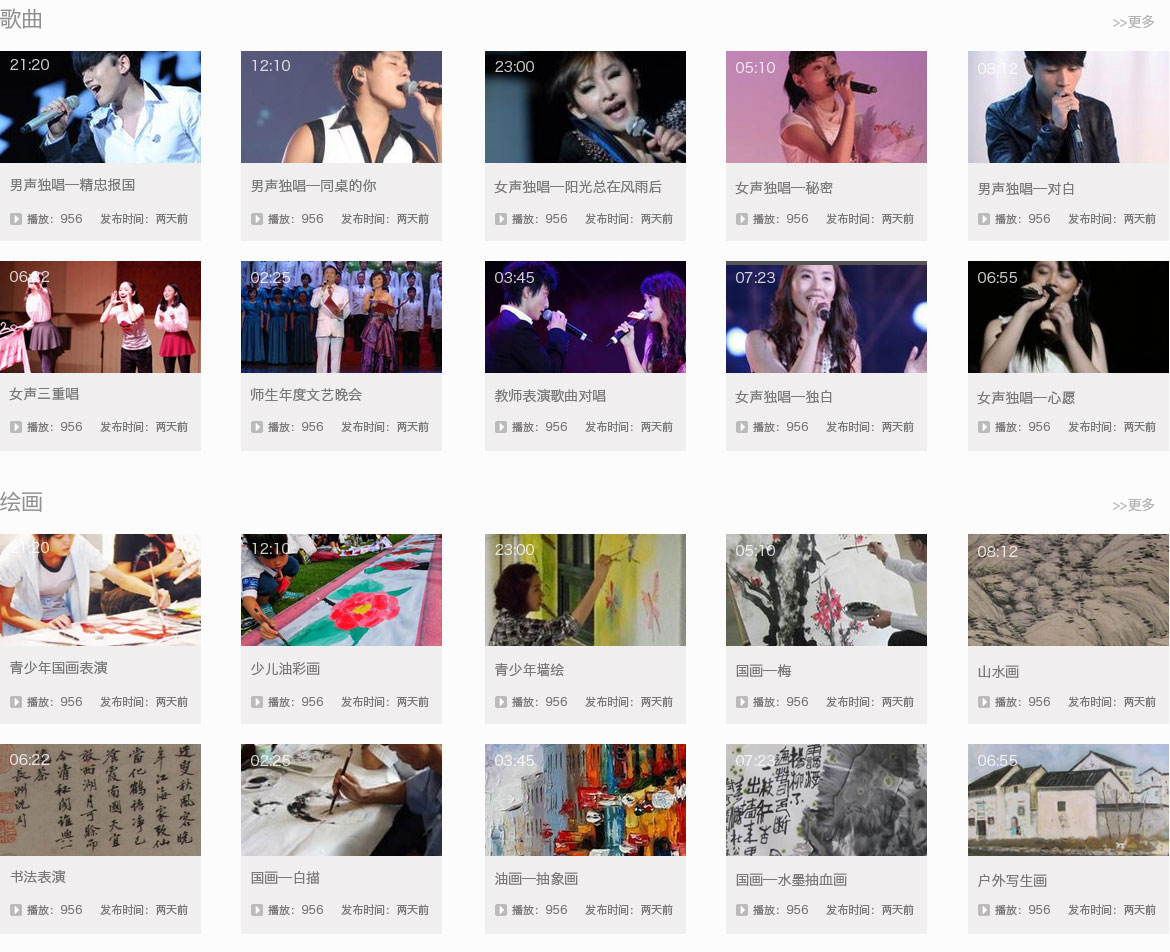 歌曲
>>更多
21:20
12:10
23:00
05:10
08:12
男声独唱—精忠报国
男声独唱—同桌的你
女声独唱—阳光总在风雨后
女声独唱—秘密
男声独唱—对白
播放：956 发布时间：两天前
播放：956 发布时间：两天前
播放：956 发布时间：两天前
播放：956 发布时间：两天前
播放：956 发布时间：两天前
06:22
02:25
03:45
07:23
06:55
女声三重唱
师生年度文艺晚会
教师表演歌曲对唱
女声独唱—独白
女声独唱—心愿
播放：956 发布时间：两天前
播放：956 发布时间：两天前
播放：956 发布时间：两天前
播放：956 发布时间：两天前
播放：956 发布时间：两天前
绘画
>>更多
21:20
12:10
23:00
05:10
08:12
青少年国画表演
少儿油彩画
青少年墙绘
国画—梅
山水画
播放：956 发布时间：两天前
播放：956 发布时间：两天前
播放：956 发布时间：两天前
播放：956 发布时间：两天前
播放：956 发布时间：两天前
06:22
02:25
03:45
07:23
06:55
书法表演
国画—白描
油画—抽象画
国画—水墨抽血画
户外写生画
播放：956 发布时间：两天前
播放：956 发布时间：两天前
播放：956 发布时间：两天前
播放：956 发布时间：两天前
播放：956 发布时间：两天前